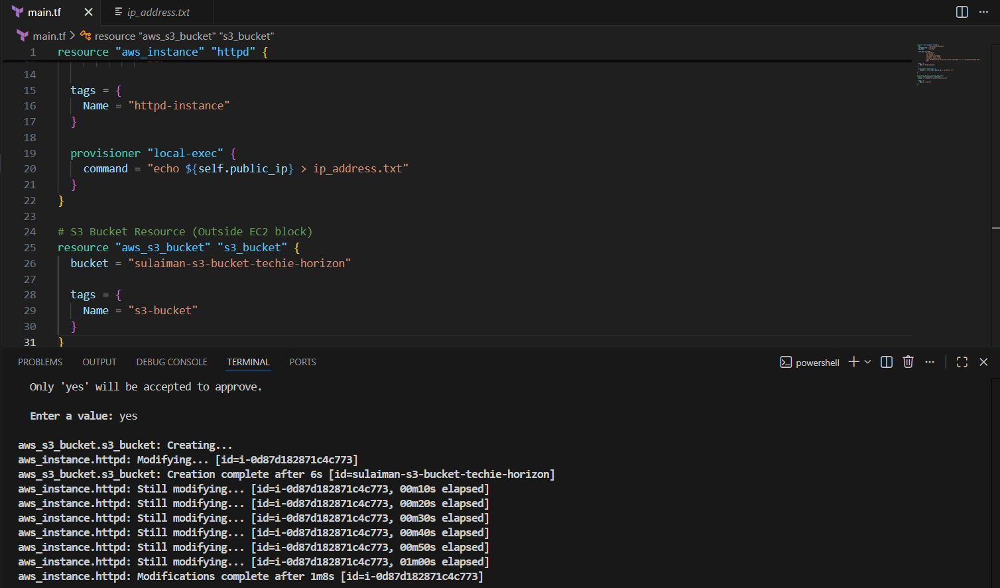 main.tf
ip_address.txt
main.tf > resource "aws_s3_bucket" "s3_bucket"
1 resource "aws_instance" "httpd" {
14
15 tags = {
16 Name = "httpd-instance"
17 }
18
19 provisioner "local-exec" {
20 command = "echo ${self.public_ip} > ip_address.txt"
21 }
22 }
23
24 # S3 Bucket Resource (Outside EC2 block)
25 resource "aws_s3_bucket" "s3_bucket" {
26 bucket = "sulaiman-s3-bucket-techie-horizon"
27
28 tags = {
29 Name = "s3-bucket"
30 }
31 }
PROBLEMS OUTPUT DEBUG CONSOLE TERMINAL PORTS powershell
Only 'yes' will be accepted to approve.
Enter a value: yes
aws_s3_bucket.s3_bucket: Creating...
aws_instance.httpd: Modifying... [id=i-0d87d182871c4c773]
aws_s3_bucket.s3_bucket: Creation complete after 6s [id=sulaiman-s3-bucket-techie-horizon]
aws_instance.httpd: Still modifying... [id=i-0d87d182871c4c773, 00m10s elapsed]
aws_instance.httpd: Still modifying... [id=i-0d87d182871c4c773, 00m20s elapsed]
aws_instance.httpd: Still modifying... [id=i-0d87d182871c4c773, 00m30s elapsed]
aws_instance.httpd: Still modifying... [id=i-0d87d182871c4c773, 00m40s elapsed]
aws_instance.httpd: Still modifying... [id=i-0d87d182871c4c773, 00m50s elapsed]
aws_instance.httpd: Still modifying... [id=i-0d87d182871c4c773, 01m00s elapsed]
aws_instance.httpd: Modifications complete after 1m8s [id=i-0d87d182871c4c773]